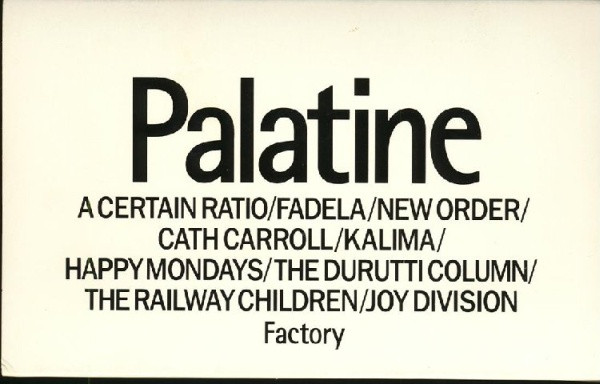 Palatine
A CERTAIN RATIO/FADELA/NEW ORDER/
CATH CARROLL/KALIMA/
HAPPY MONDAYS/THE DURUTTI COLUMN/
THE RAILWAY CHILDREN/JOY DIVISION
Factory